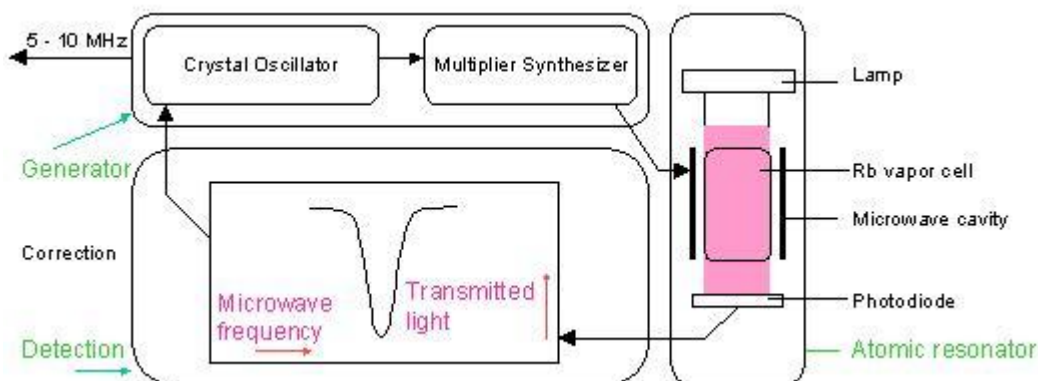 5 - 10 MHz
Crystal Oscillator
Multiplier Synthesizer
Lamp
Generator
Rb vapor cell
Microwave cavity
Correction
Microwave
frequency
Transmitted
light
Photodiode
Detection
Atomic resonator